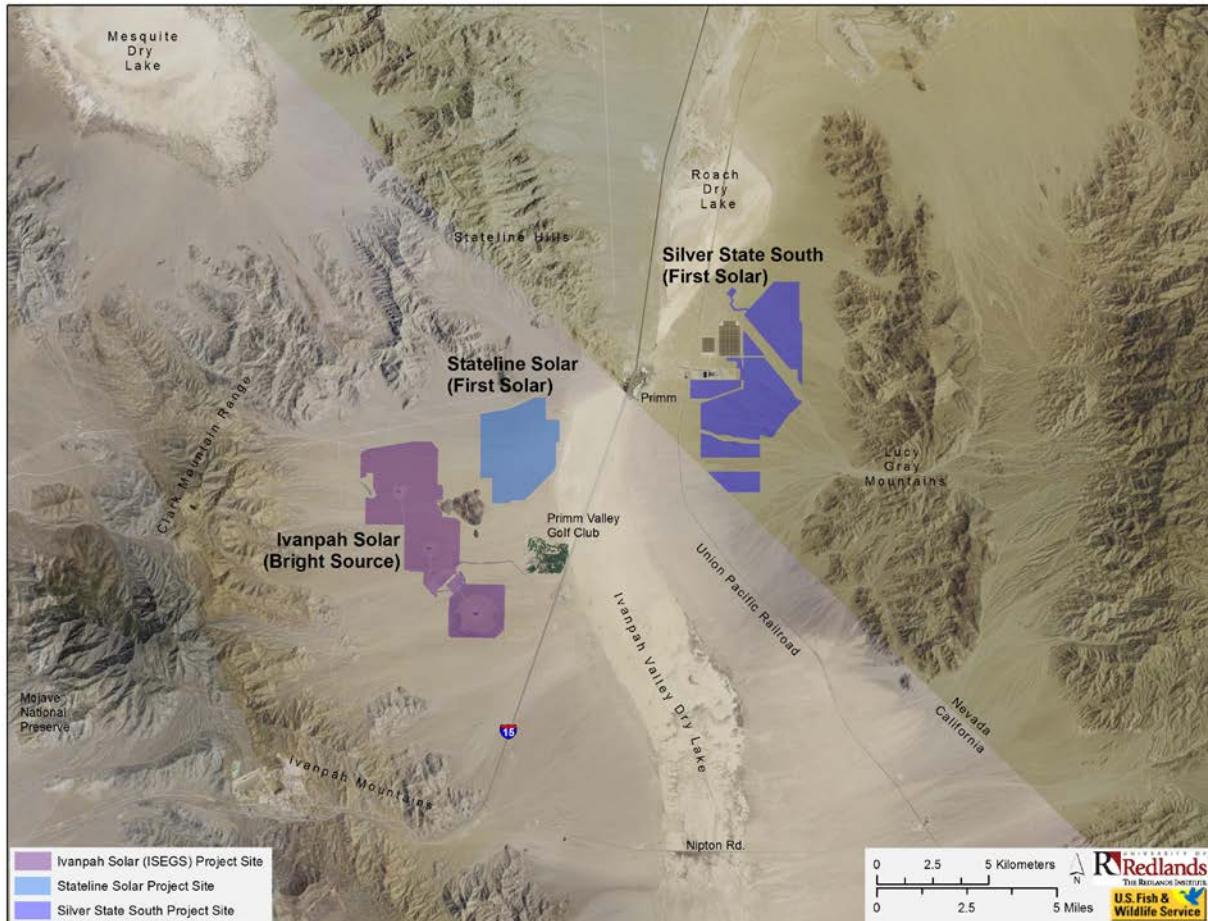 Mesquite
Dry
Lake
Roach
Dry
Lake
Stateline Hills
Silver State South
(First Solar)
Stateline Solar
(First Solar)
Primm
Clark Mountain Range
Lucy
Gray
Mountains
Primm Valley
Golf Club
Ivanpah Solar
(Bright Source)
Union Pacific Railroad
Ivanpah Valley Dry Lake
Mojave
National
Preserve
Nevada
California
15
Ivanpah Mountains
Nipton Rd.
Ivanpah Solar (ISEGS) Project Site
Stateline Solar Project Site
Silver State South Project Site
0 2.5 5 Kilometers
0 2.5 5 Miles
N
UNIVERSITY OF
R Redlands
THE REDLANDS INSTITUTE
U.S. Fish &
Wildlife Service